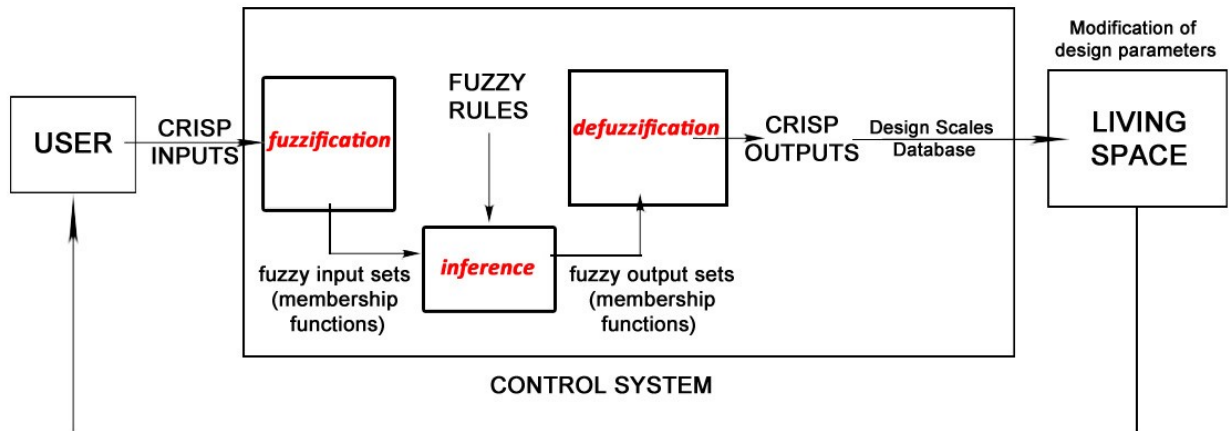 Modification of
design parameters
USER
CRISP
INPUTS
fuzzification
FUZZY
RULES
defuzzification
CRISP
OUTPUTS
Design Scales
Database
LIVING
SPACE
fuzzy input sets
(membership
functions)
inference
fuzzy output sets
(membership
functions)
CONTROL SYSTEM